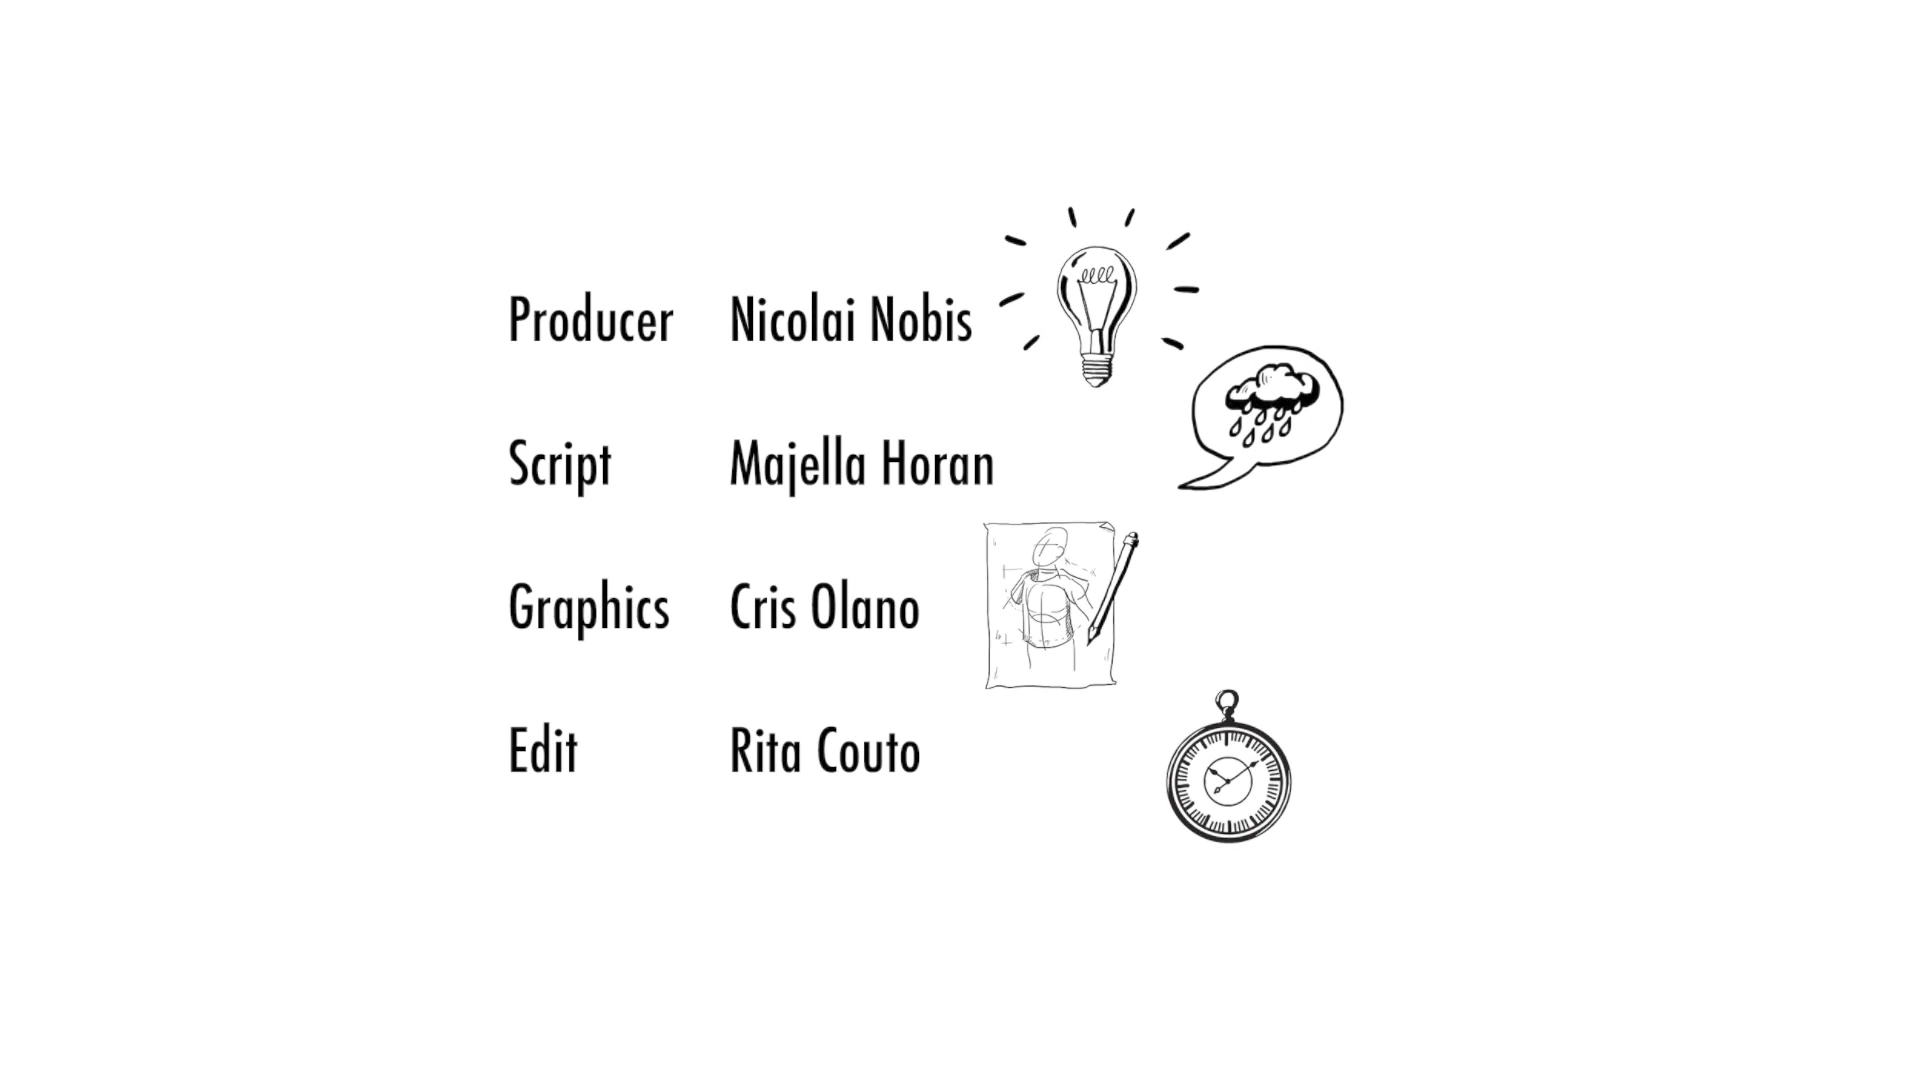 Producer Nicolai Nobis
Script Majella Horan
Graphics Cris Olano
Edit Rita Couto